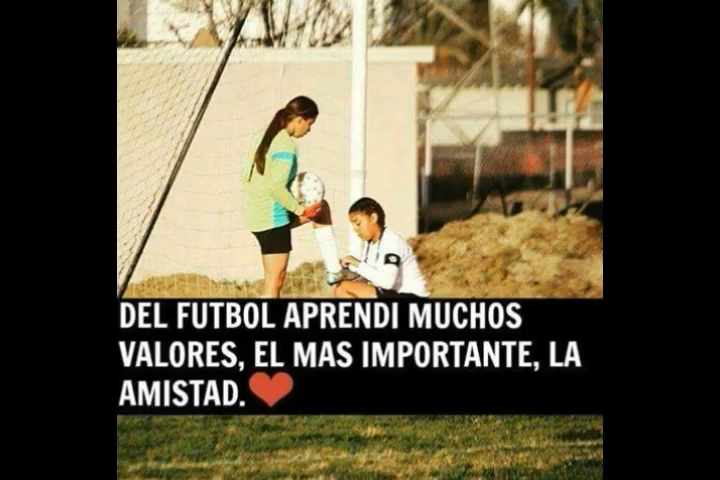 DEL FUTBOL APRENDI MUCHOS
VALORES, EL MAS IMPORTANTE, LA
AMISTAD.❤